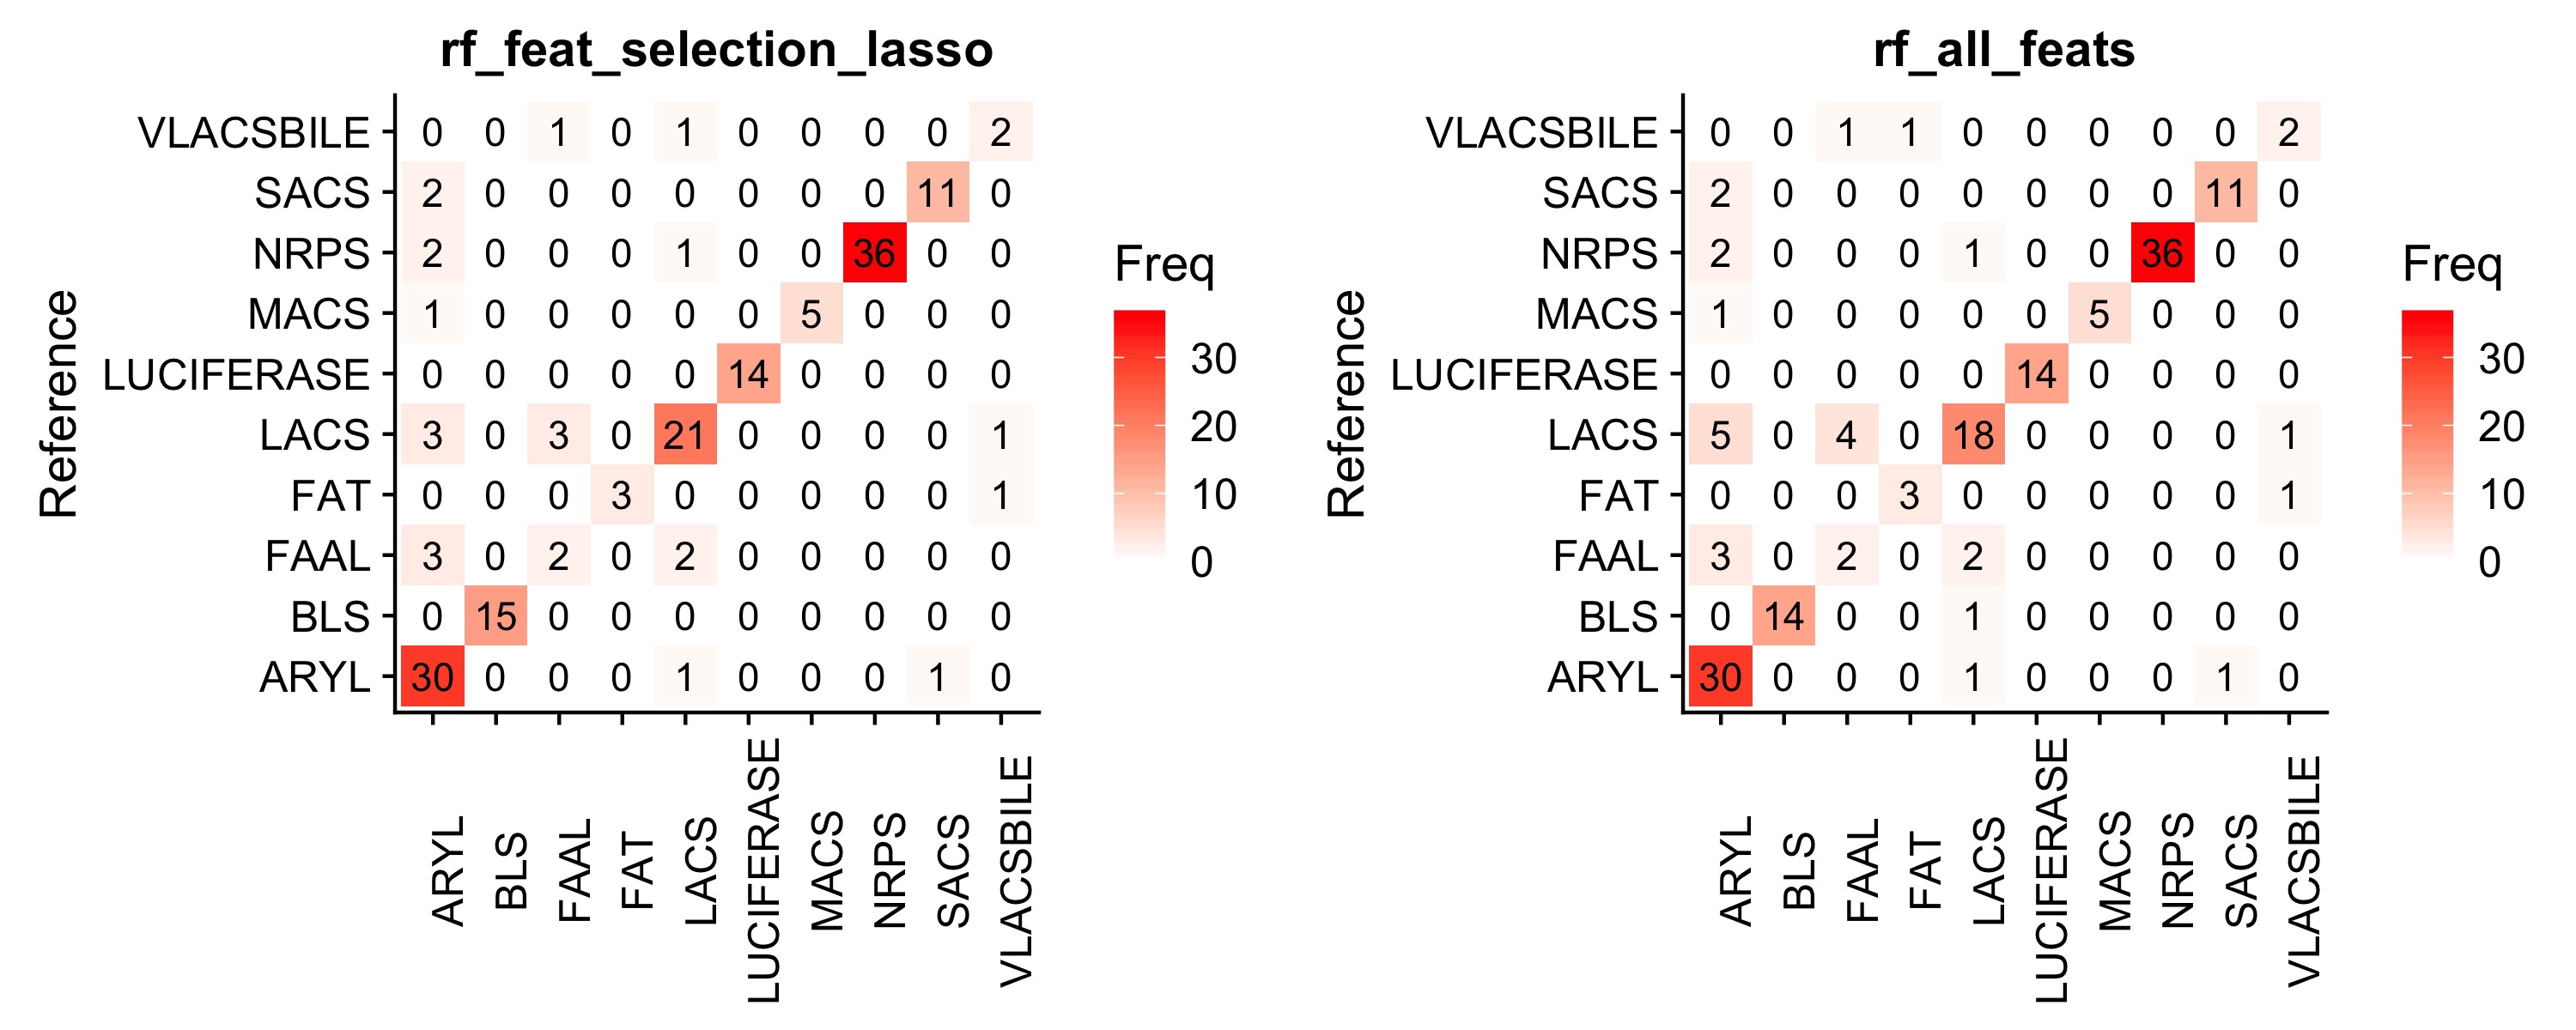 rf_feat_selection_lasso
Reference
VLACSBILE 0 0 1 0 1 0 0 0 0 2
SACS 2 0 0 0 0 0 0 0 11 0
NRPS 2 0 0 0 1 0 0 36 0 0
MACS 1 0 0 0 0 0 5 0 0 0
LUCIFERASE 0 0 0 0 0 14 0 0 0 0
LACS 3 0 3 0 21 0 0 0 0 1
FAT 0 0 0 3 0 0 0 0 0 1
FAAL 3 0 2 0 2 0 0 0 0 0
BLS 0 15 0 0 0 0 0 0 0 0
ARYL 30 0 0 0 1 0 0 0 1 0
ARYL
BLS
FAAL
FAT
LACS
LUCIFERASE
MACS
NRPS
SACS
VLACSBILE
Freq
30
20
10
0
rf_all_feats
Reference
VLACSBILE 0 0 1 1 0 0 0 0 0 2
SACS 2 0 0 0 0 0 0 0 11 0
NRPS 2 0 0 0 1 0 0 36 0 0
MACS 1 0 0 0 0 0 5 0 0 0
LUCIFERASE 0 0 0 0 0 14 0 0 0 0
LACS 5 0 4 0 18 0 0 0 0 1
FAT 0 0 0 3 0 0 0 0 0 1
FAAL 3 0 2 0 2 0 0 0 0 0
BLS 0 14 0 0 1 0 0 0 0 0
ARYL 30 0 0 0 1 0 0 0 1 0
ARYL
BLS
FAAL
FAT
LACS
LUCIFERASE
MACS
NRPS
SACS
VLACSBILE
Freq
30
20
10
0